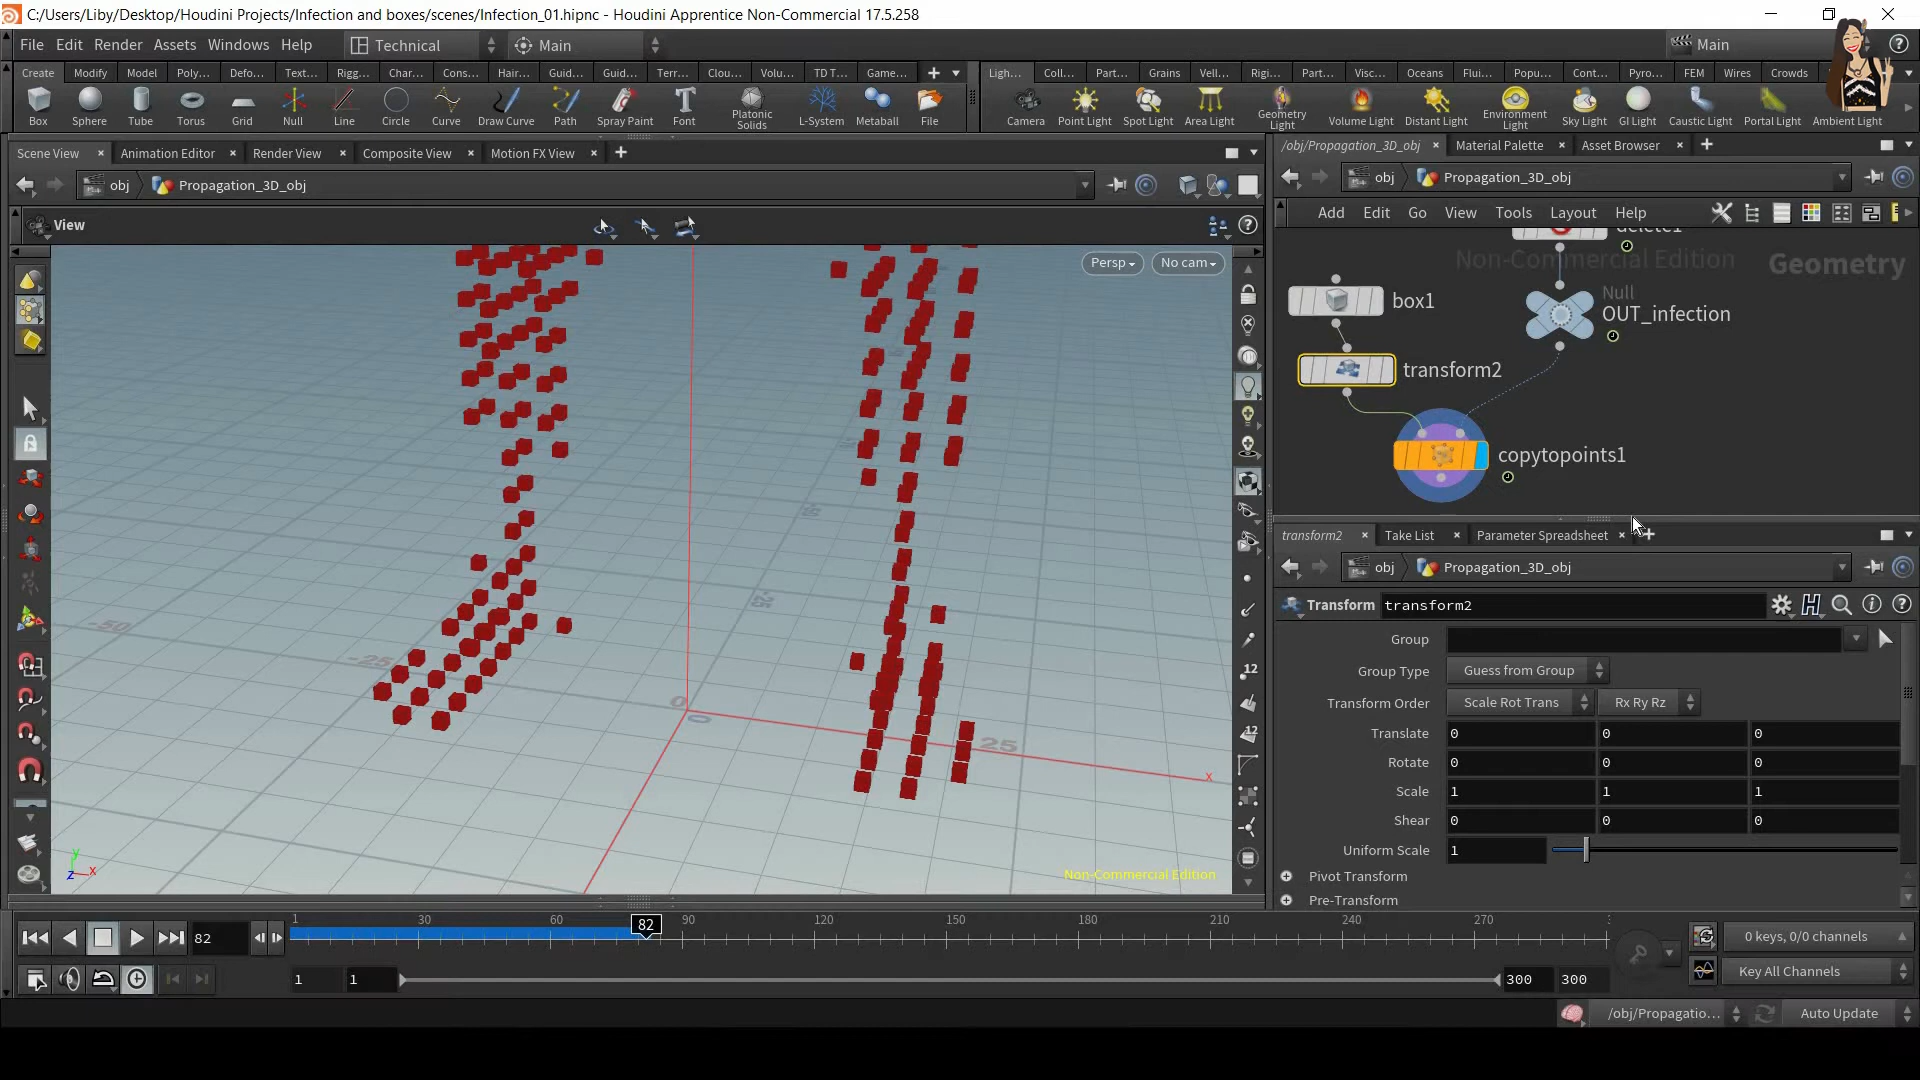 C:/Users/Liby/Desktop/Houdini Projects/Infection and boxes/scenes/Infection_01.hipnc - Houdini Apprentice Non-Commercial 17.5.258
File Edit Render Assets Windows Help Technical Main Main
Create Modify Model Poly... Defo... Text... Rigg... Char... Cons... Hair... Guid... Guid... Terr... Clou... Volu... TD T... Game...
Box Sphere Tube Torus Grid Null Line Circle Curve Draw Curve Path Spray Paint Font Platonic Solids L-System Metaball File
Ligh... Coll... Part... Grains Vell... Rigi... Part... Visc... Oceans Flui... Popu... Cont... Pyro... FEM Wires Crowds
Camera Point Light Spot Light Area Light Geometry Light Volume Light Distant Light Environment Light Sky Light GI Light Caustic Light Portal Light Ambient Light
Scene View Animation Editor Render View Composite View Motion FX View
obj Propagation_3D_obj
View
Persp No cam
-50
-25
-25
0
0
25
x
y
z x
Non-Commercial Edition
/obj/Propagation_3D_obj Material Palette Asset Browser
obj Propagation_3D_obj
Add Edit Go View Tools Layout Help
delete1
Non-Commercial Edition
Geometry
box1
Null
OUT_infection
transform2
copytopoints1
transform2 Take List Parameter Spreadsheet
obj Propagation_3D_obj
Transform transform2
Group
Group Type Guess from Group
Transform Order Scale Rot Trans Rx Ry Rz
Translate 0 0 0
Rotate 0 0 0
Scale 1 1 1
Shear 0 0 0
Uniform Scale 1
Pivot Transform
Pre-Transform
82
1 30 60 82 90 120 150 180 210 240 270
1 1 300 300
0 keys, 0/0 channels
Key All Channels
/obj/Propagatio... Auto Update